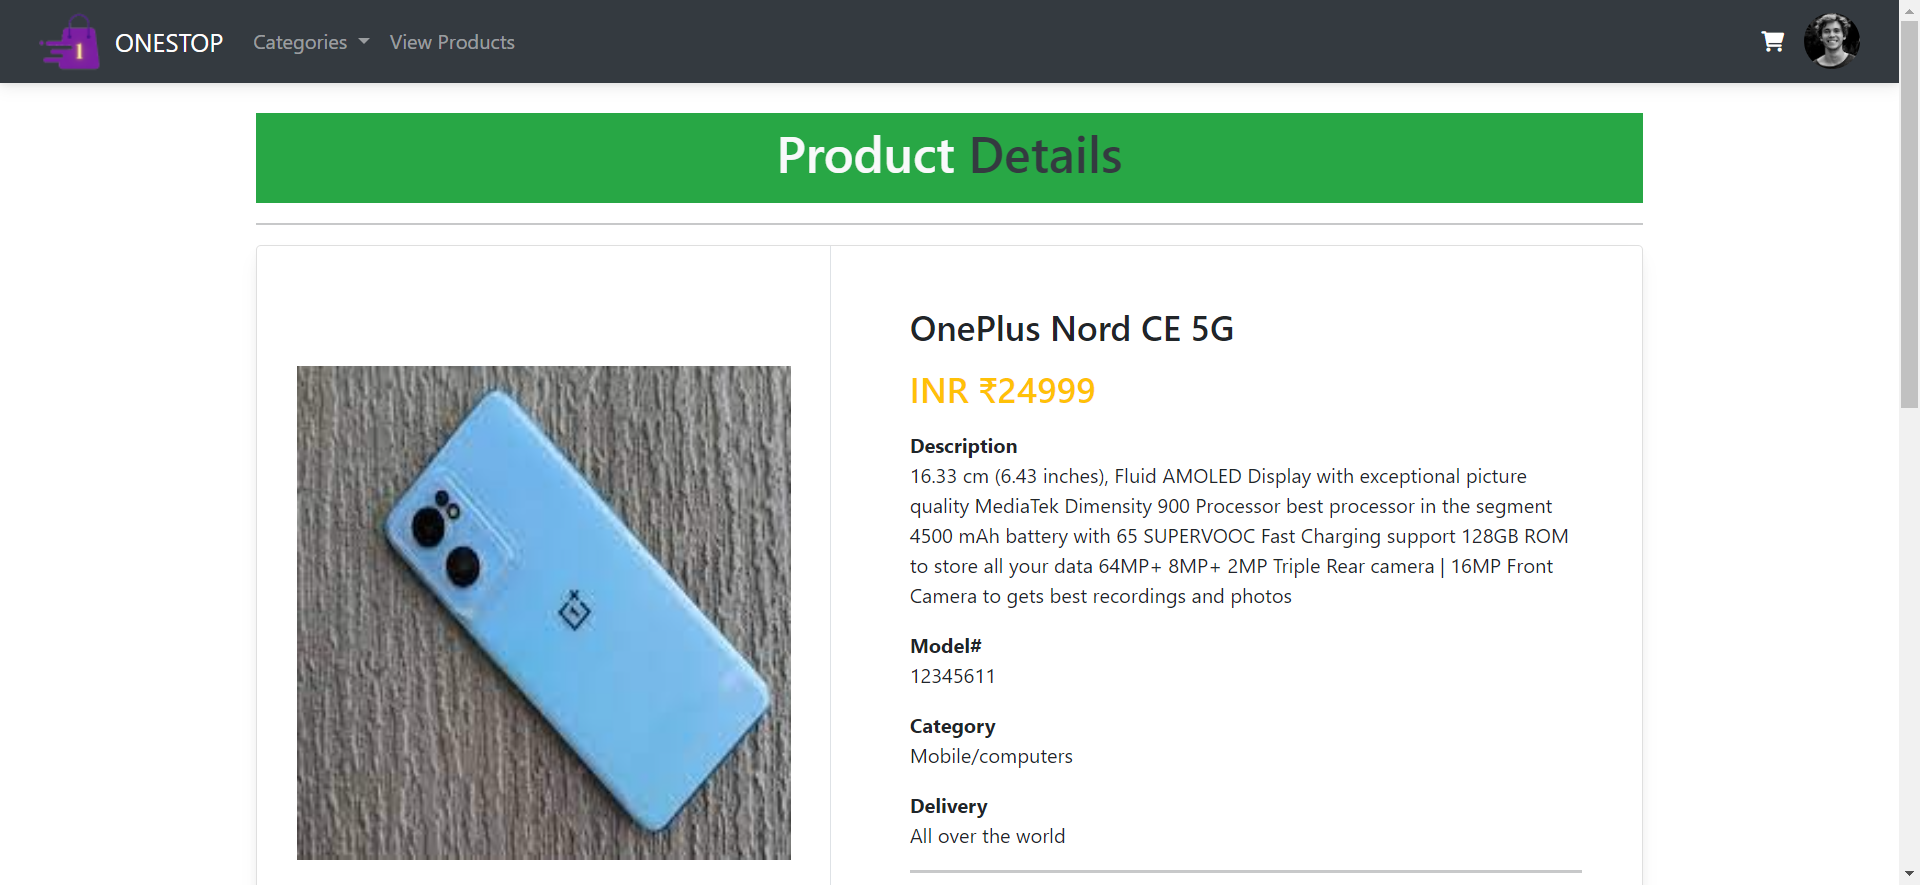 1
ONESTOP
Categories
View Products
Product Details
OnePlus Nord CE 5G
INR ₹24999
Description
16.33 cm (6.43 inches), Fluid AMOLED Display with exceptional picture
quality MediaTek Dimensity 900 Processor best processor in the segment
4500 mAh battery with 65 SUPERVOOC Fast Charging support 128GB ROM
to store all your data 64MP+ 8MP+ 2MP Triple Rear camera | 16MP Front
Camera to gets best recordings and photos
Model#
12345611
Category
Mobile/computers
Delivery
All over the world